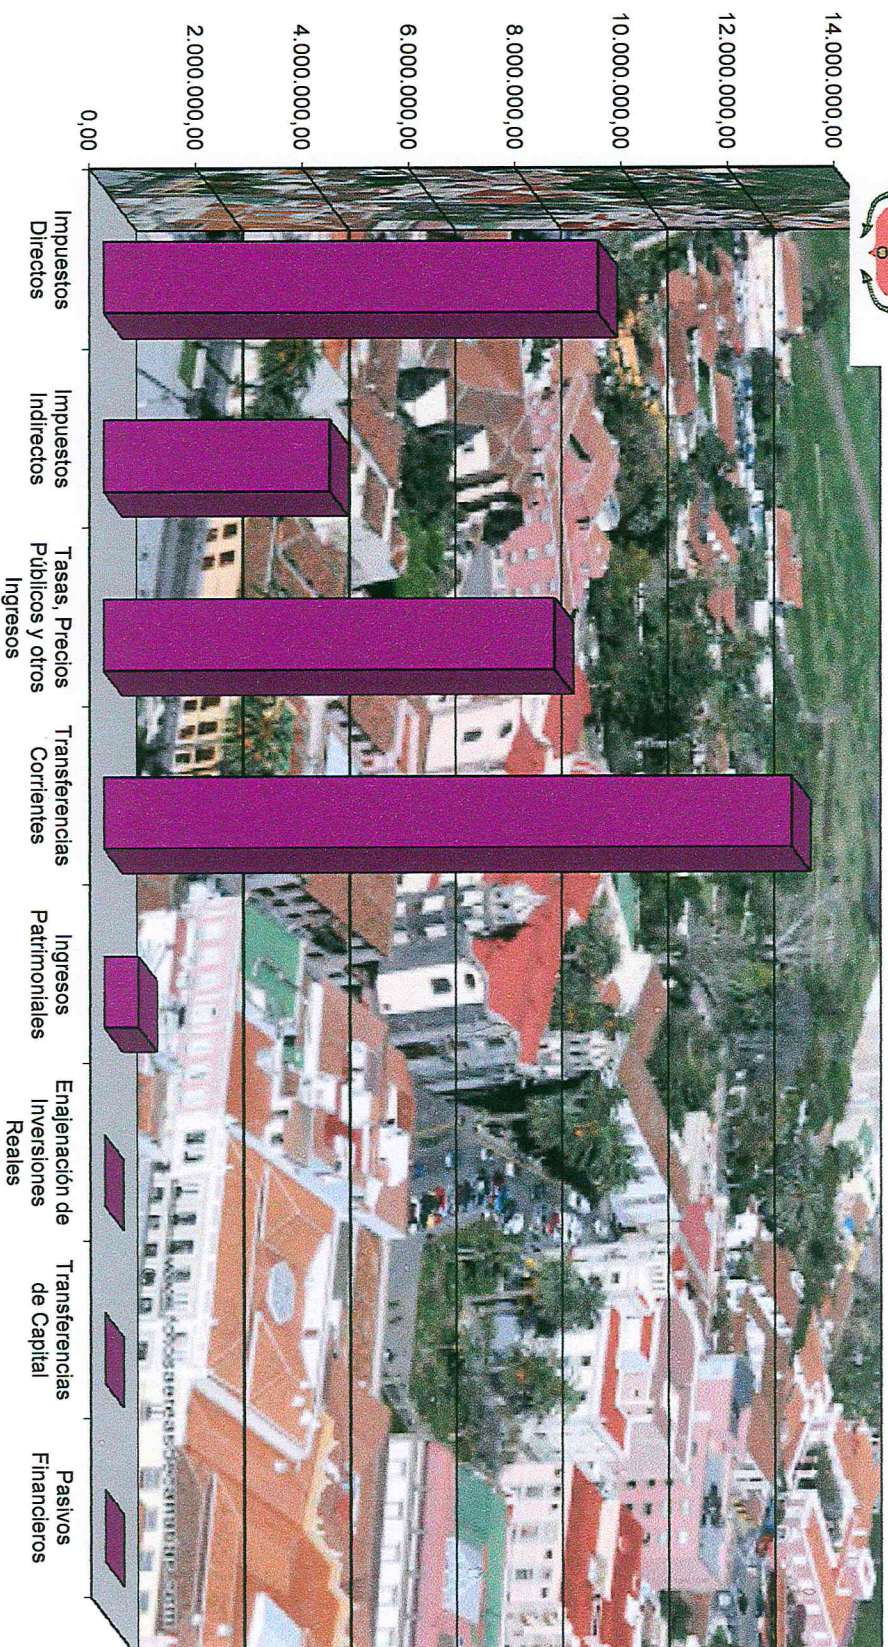 14.000.000,00
12.000.000,00
10.000.000,00
8.000.000,00
6.000.000,00
4.000.000,00
2.000.000,00
0,00
Impuestos
Directos
Impuestos
Indirectos
Tasas, Precios
Públicos y otros
Ingresos
Transferencias
Corrientes
Ingresos
Patrimoniales
Enajenación de
Inversiones
Reales
Transferencias
de Capital
Pasivos
Financieros